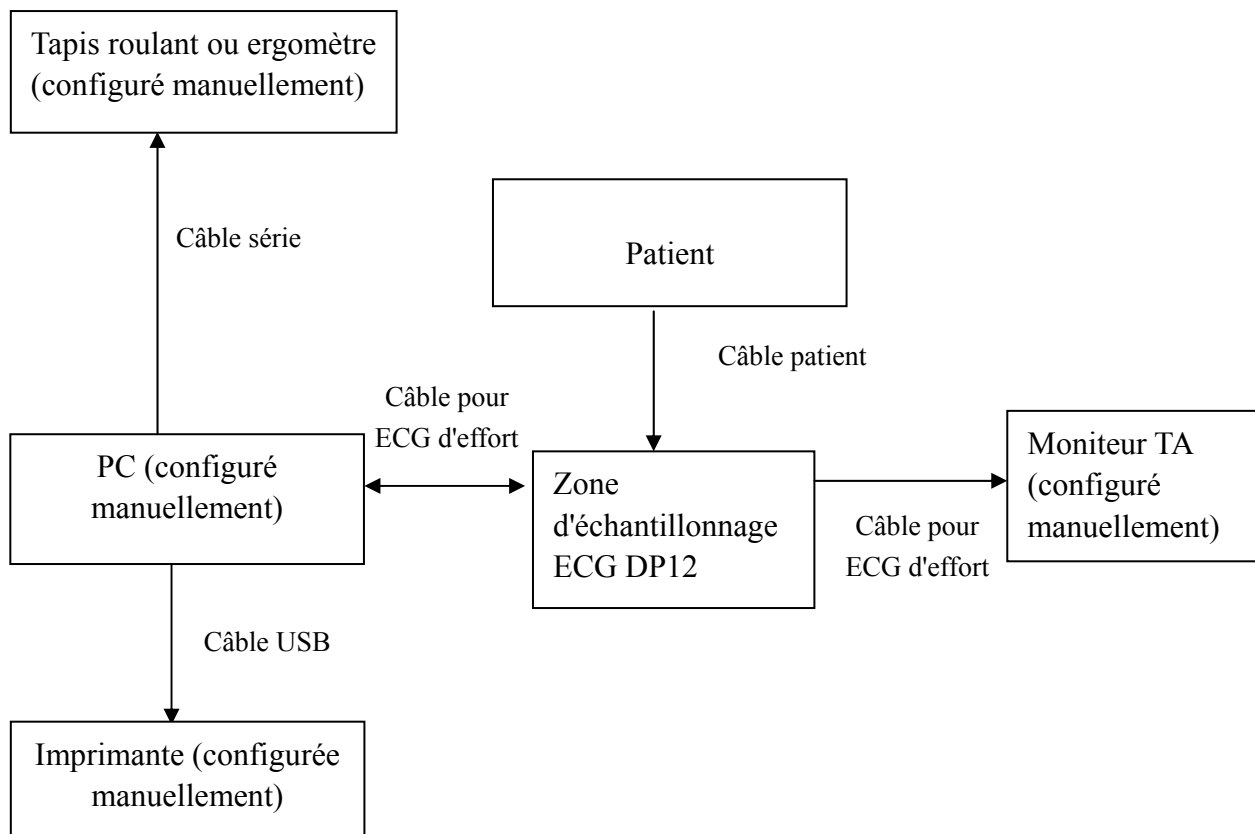 Tapis roulant ou ergomètre
(configuré manuellement)
Câble série
Patient
Câble patient
Câble pour
ECG d'effort
PC (configuré
manuellement)
Zone
d'échantillonnage
ECG DP12
Moniteur TA
(configuré
manuellement)
Câble pour
ECG d'effort
Câble USB
Imprimante (configurée
manuellement)